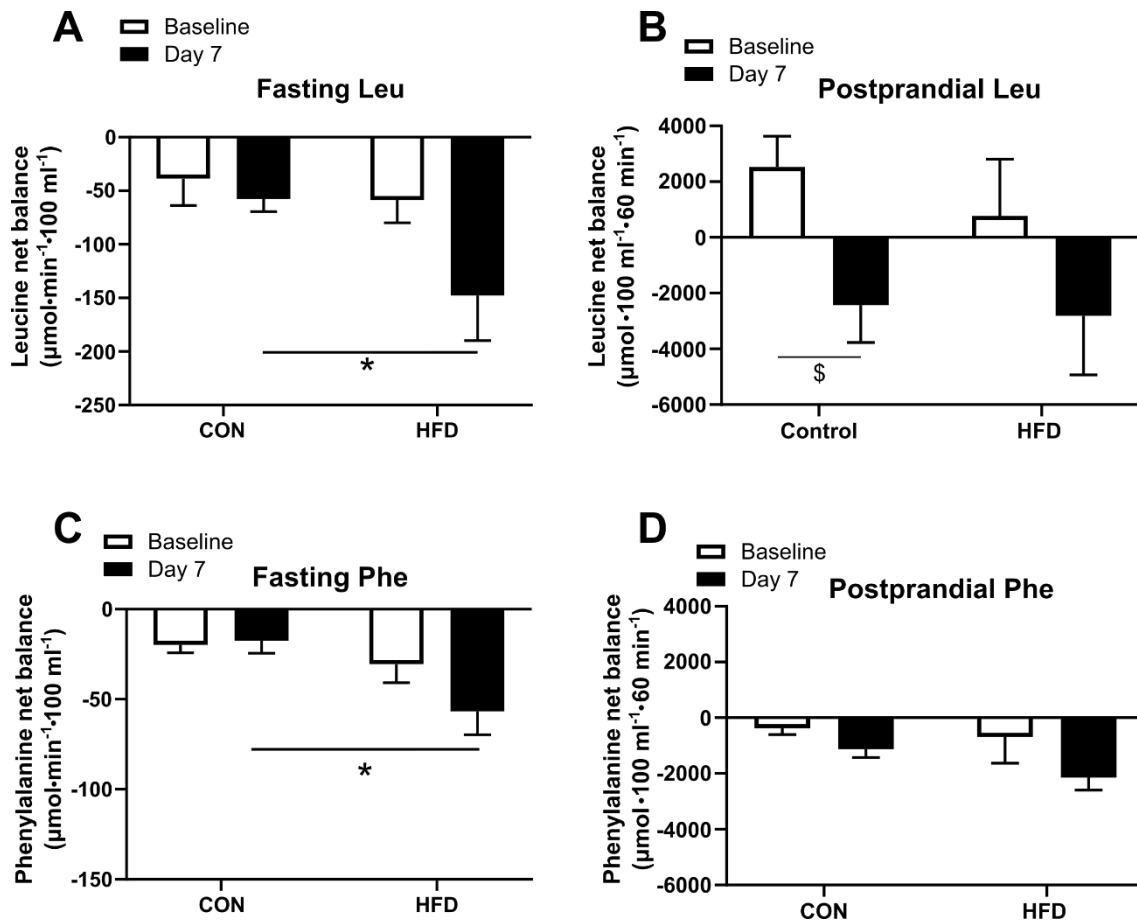 A
Baseline
Day 7
Fasting Leu
Leucine net balance
(µmol·min⁻¹·100 ml⁻¹)
0
-50
-100
-150
-200
-250
*
CON
HFD
B
Baseline
Day 7
Postprandial Leu
Leucine net balance
(µmol·100 ml⁻¹·60 min⁻¹)
4000
2000
0
-2000
-4000
-6000
$
Control
HFD
C
Baseline
Day 7
Fasting Phe
Phenylalanine net balance
(µmol·min⁻¹·100 ml⁻¹)
0
-50
-100
-150
*
CON
HFD
D
Baseline
Day 7
Postprandial Phe
Phenylalanine net balance
(µmol·100 ml⁻¹·60 min⁻¹)
4000
2000
0
-2000
-4000
-6000
CON
HFD